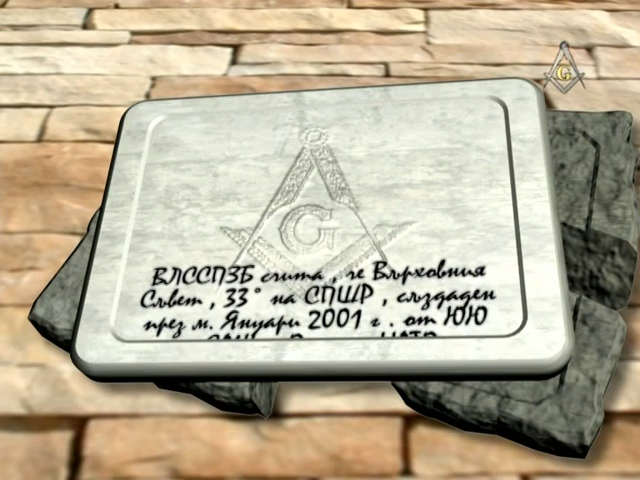 G
G
ВЛССПЗБ счита, че Върховния
Съвет, 33° на СПШР, създаден
през м. Януари 2001 г. от ЮЮ